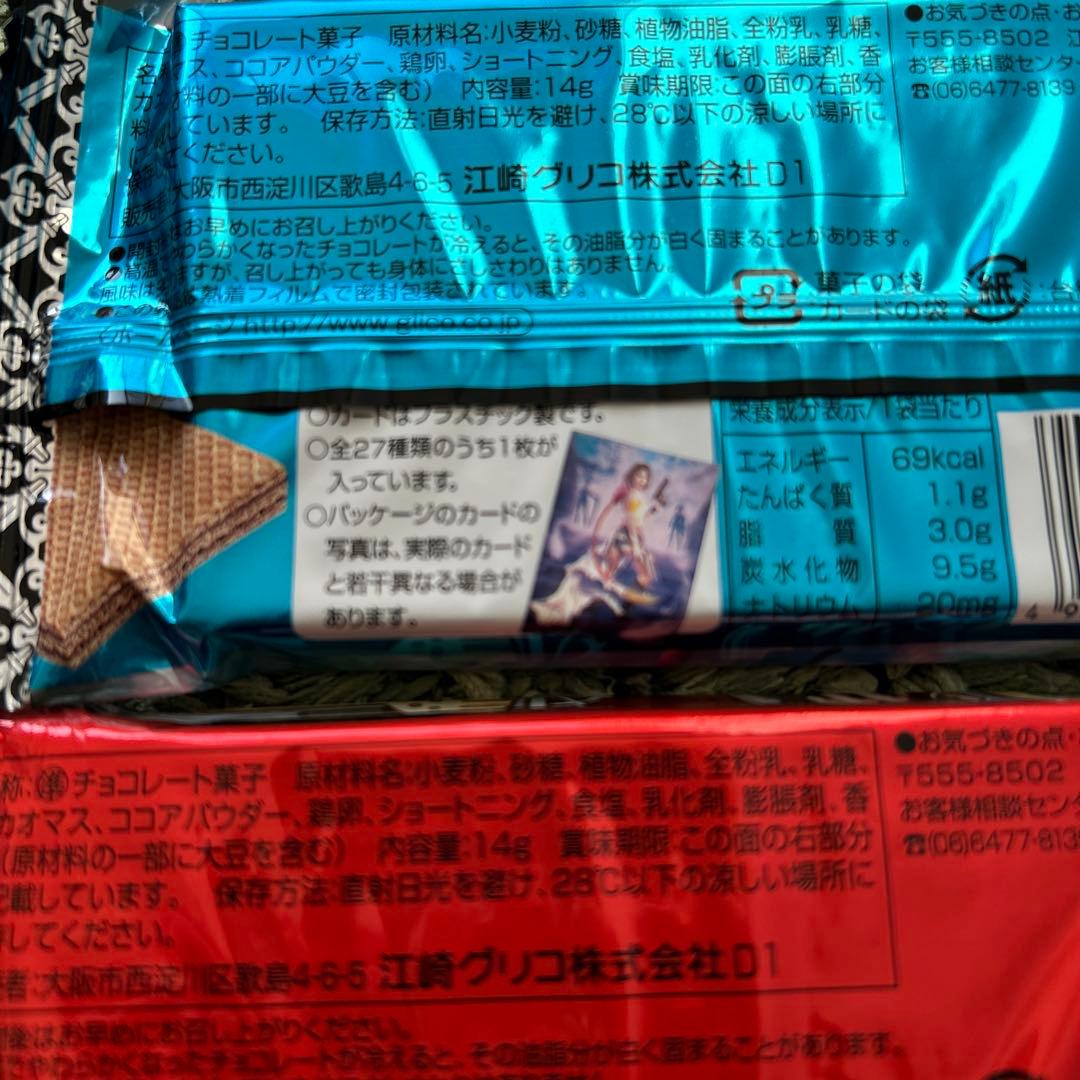 チョコレート菓子 原材料名:小麦粉、砂糖、植物油脂、全粉乳、乳糖、
カオマス、ココアパウダー、鶏卵、ショートニング、食塩、乳化剤、膨脹剤、香
料の一部に大豆を含む) 内容量:14g 賞味期限:この面の右部分
しています。 保存方法:直射日光を避け、28℃以下の涼しい場所に
てください。
大阪市西淀川区歌島4-6-5 江崎グリコ株式会社D1
はお早めにお召し上がりください。
わらかくなったチョコレートが冷えると、その油脂分が白く固まることがあります。
ますが、召し上がっても身体にさしさわりはありません。
熱着フィルムで密封包装されています。
http://www.glico.co.jp
プラ
菓子の袋
カードの袋
紙
●お気づきの点・お
〒555-8502 江
お客様相談センター
☎(06)6477-8139
○カードはプラスチック製です。
○全27種類のうち1枚が
入っています。
○パッケージのカードの
写真は、実際のカード
と若干異なる場合が
あります。
栄養成分表示/1袋当たり
エネルギー 69kcal
たんぱく質 1.1g
脂質 3.0g
炭水化物 9.5g
ナトリウム 20mg
4 9
称:㊥チョコレート菓子 原材料名:小麦粉、砂糖、植物油脂、全粉乳、乳糖、
カオマス、ココアパウダー、鶏卵、ショートニング、食塩、乳化剤、膨脹剤、香
(原材料の一部に大豆を含む) 内容量:14g 賞味期限:この面の右部分
記載しています。 保存方法:直射日光を避け、28℃以下の涼しい場所に
してください。
者:大阪市西淀川区歌島4-6-5 江崎グリコ株式会社D1
●お気づきの点・
〒555-8502
お客様相談セン
☎(06)6477-813
後はお早めにお召し上がりください。
でやわらかくなったチョコレートが冷えると、その油脂分が白く固まることがあります。